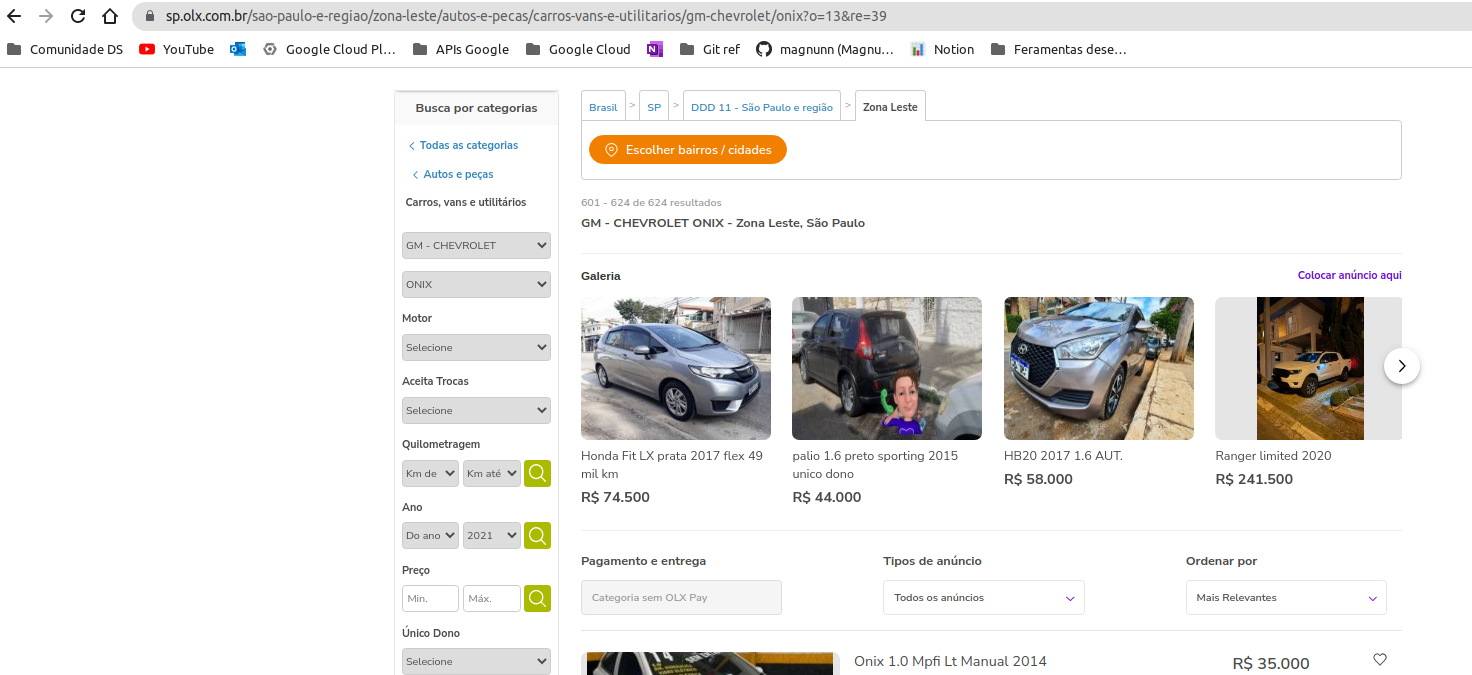 sp.olx.com.br/sao-paulo-e-regiao/zona-leste/autos-e-pecas/carros-vans-e-utilitarios/gm-chevrolet/onix?o=13&re=39
Comunidade DS YouTube Google Cloud Pl... APIs Google Google Cloud Git ref magnunn (Magnu... Notion Feramentas dese...
Busca por categorias
Todas as categorias
Autos e peças
Carros, vans e utilitários
GM - CHEVROLET
ONIX
Motor
Selecione
Aceita Trocas
Selecione
Quilometragem
Km de Km até
Ano
Do ano 2021
Preço
Min. Máx.
Único Dono
Selecione
Brasil > SP > DDD 11 - São Paulo e região > Zona Leste
Escolher bairros / cidades
601 - 624 de 624 resultados
GM - CHEVROLET ONIX - Zona Leste, São Paulo
Galeria
Colocar anúncio aqui
Honda Fit LX prata 2017 flex 49
mil km
R$ 74.500
palio 1.6 preto sporting 2015
unico dono
R$ 44.000
HB20 2017 1.6 AUT.
R$ 58.000
Ranger limited 2020
R$ 241.500
Pagamento e entrega
Categoria sem OLX Pay
Tipos de anúncio
Todos os anúncios
Ordenar por
Mais Relevantes
Onix 1.0 Mpfi Lt Manual 2014
R$ 35.000